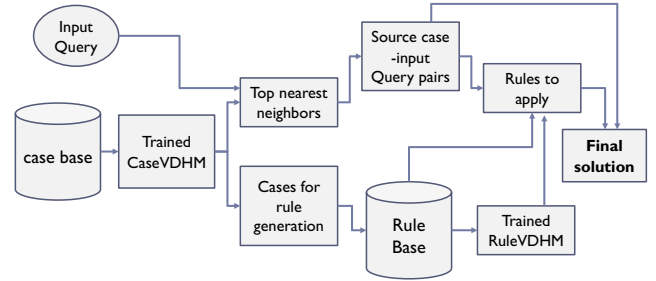 Input
Query
Source case
-input
Query pairs
Top nearest
neighbors
Rules to
apply
case base
Trained
CaseVDHM
Final
solution
Cases for
rule
generation
Rule
Base
Trained
RuleVDHM